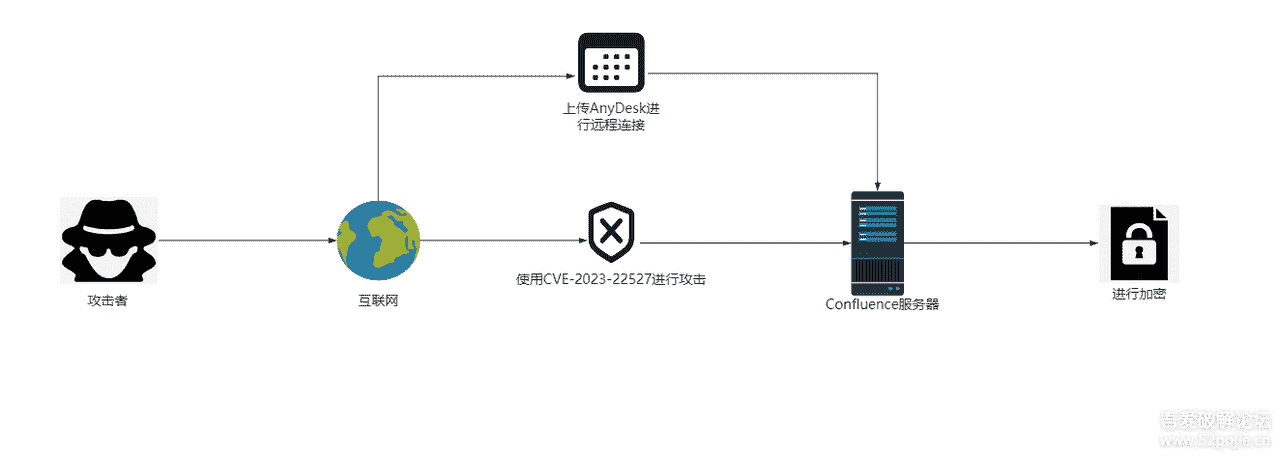 上传AnyDesk进
行远程连接
攻击者
互联网
使用CVE-2023-22527进行攻击
Confluence服务器
进行加密
吾爱破解论坛
www.52pojie.cn